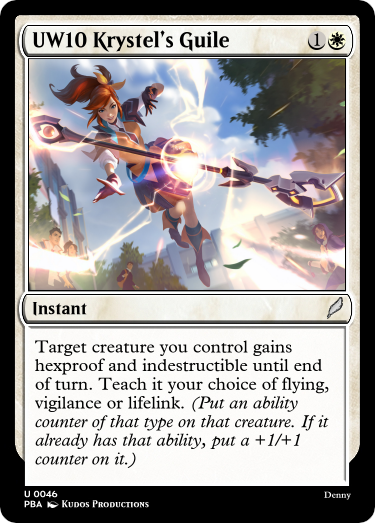 UW10 Krystel's Guile 1
Instant
Target creature you control gains
hexproof and indestructible until end
of turn. Teach it your choice of flying,
vigilance or lifelink. (Put an ability
counter of that type on that creature. If it
already has that ability, put a +1/+1
counter on it.)
U 0046
Denny
PBA Kudos Productions